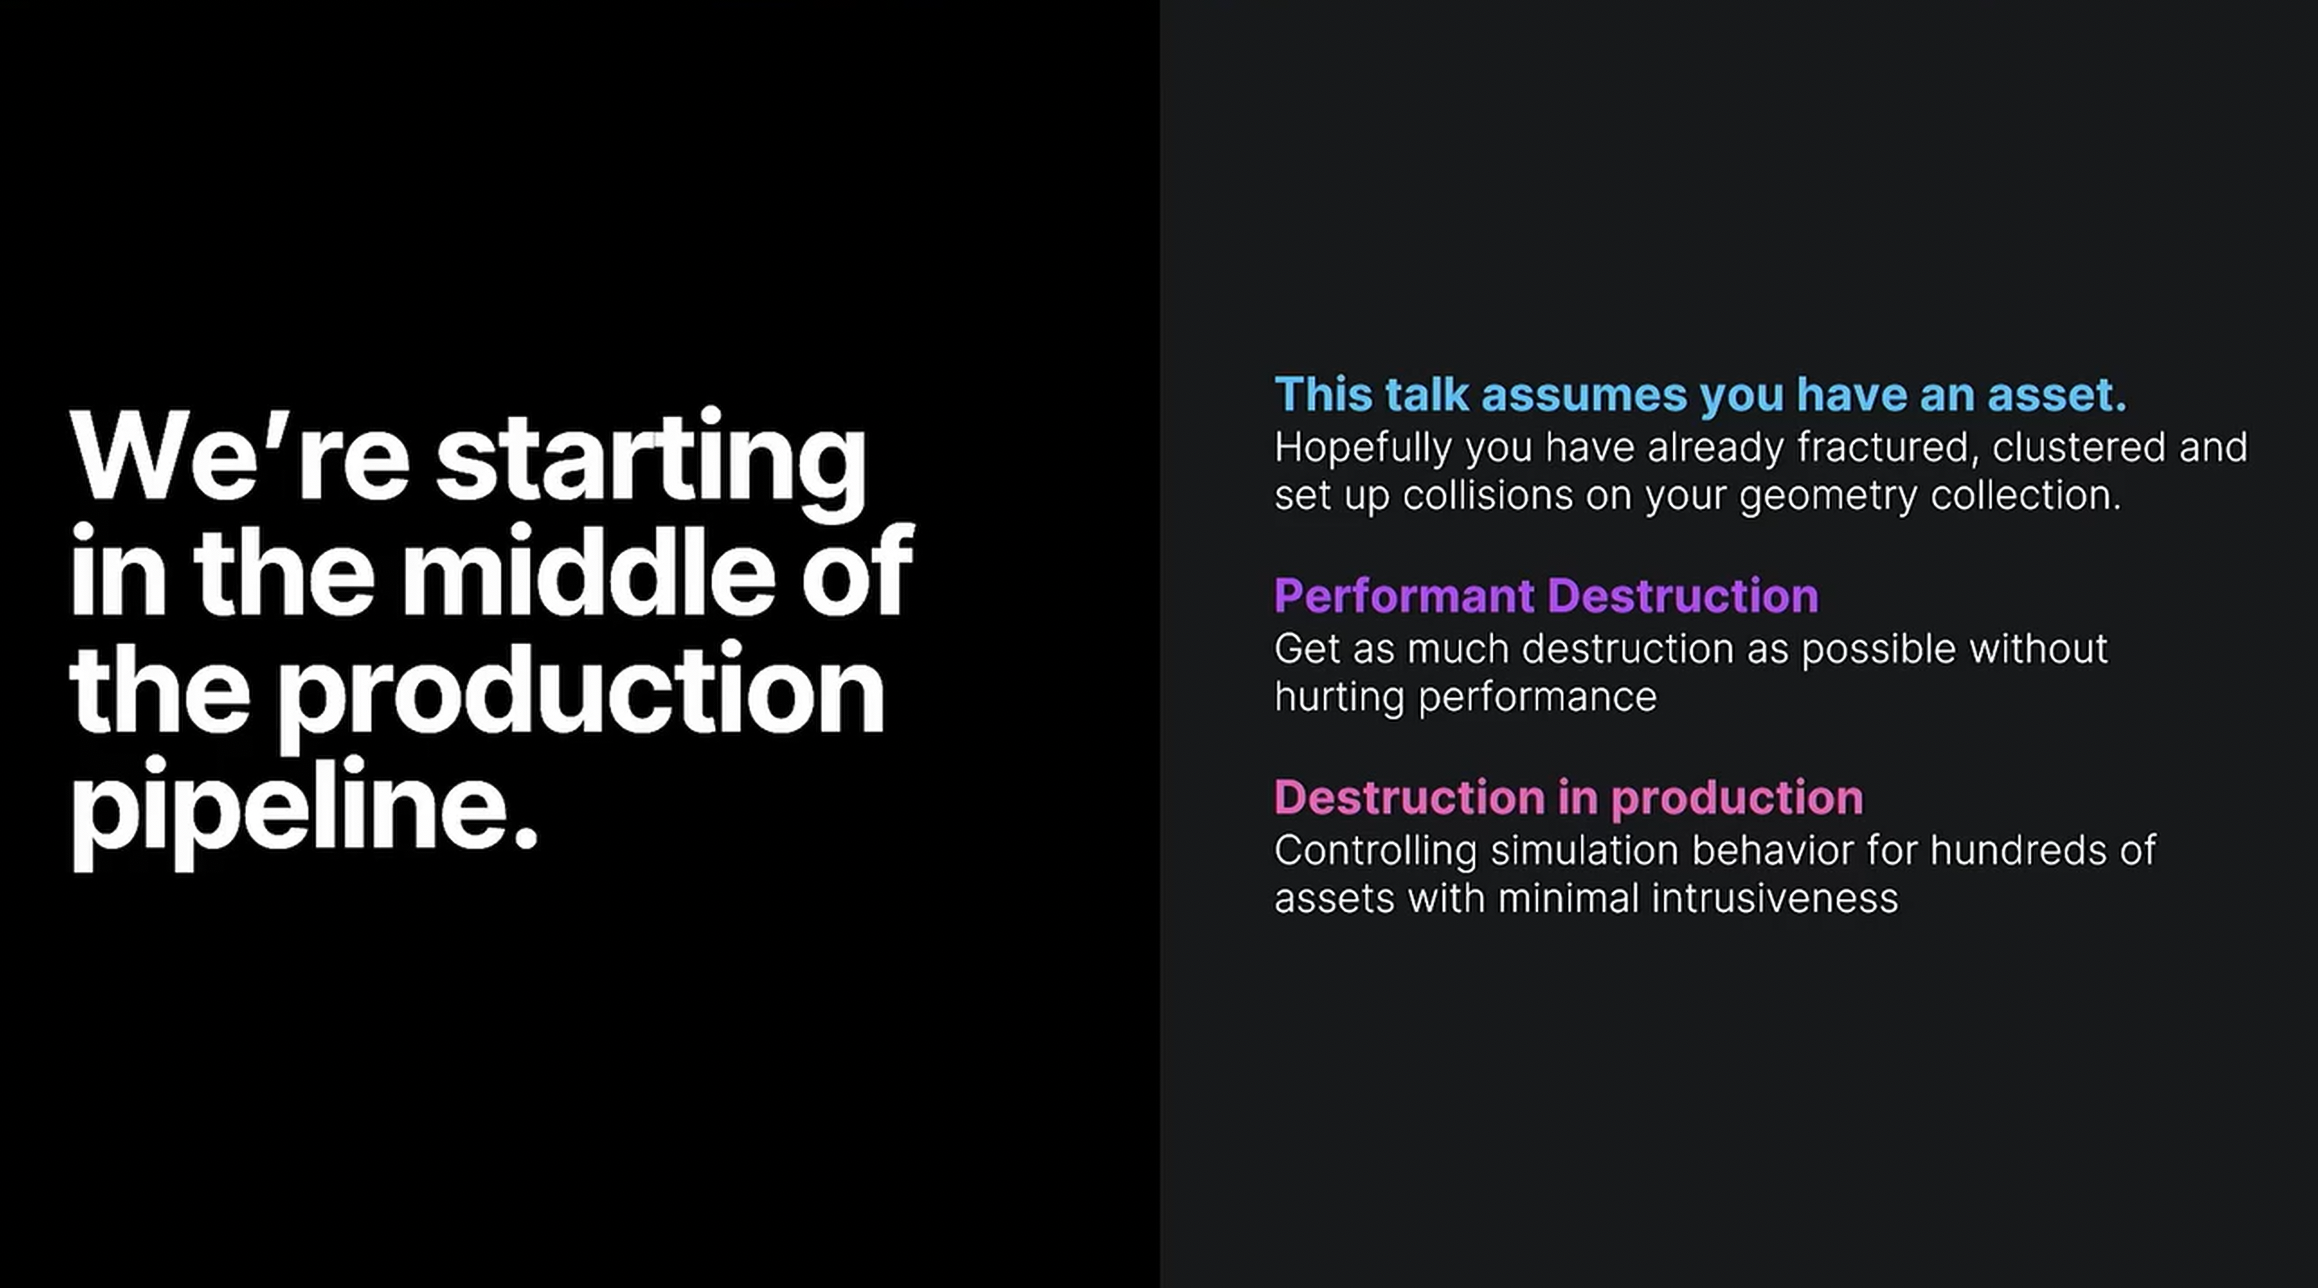 We’re starting
in the middle of
the production
pipeline.
This talk assumes you have an asset.
Hopefully you have already fractured, clustered and
set up collisions on your geometry collection.
Performant Destruction
Get as much destruction as possible without
hurting performance
Destruction in production
Controlling simulation behavior for hundreds of
assets with minimal intrusiveness